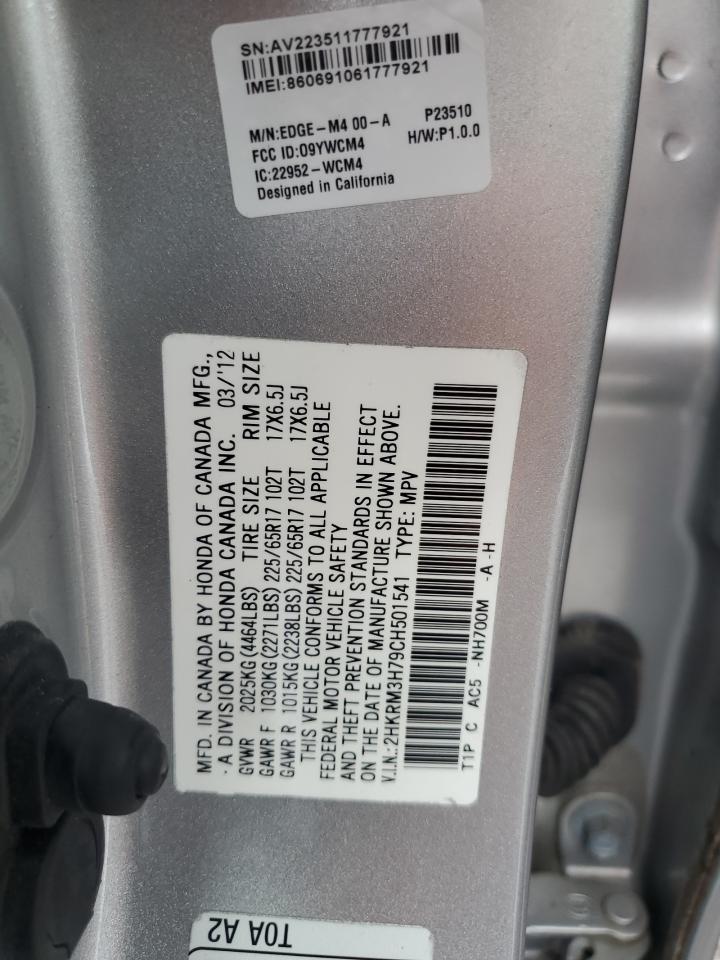 SN:AV223511777921
IMEI:860691061777921
M/N:EDGE-M4 00-A P23510
FCC ID:O9YWCM4 H/W:P1.0.0
IC:22952-WCM4
Designed in California
MFD. IN CANADA BY HONDA OF CANADA MFG.,
- A DIVISION OF HONDA CANADA INC. 03/'12
GVWR 2025KG(4464LBS) TIRE SIZE RIM SIZE
GAWR F 1030KG(2271LBS) 225/65R17 102T 17X6.5J
GAWR R 1015KG(2238LBS) 225/65R17 102T 17X6.5J
THIS VEHICLE CONFORMS TO ALL APPLICABLE
FEDERAL MOTOR VEHICLE SAFETY
AND THEFT PREVENTION STANDARDS IN EFFECT
ON THE DATE OF MANUFACTURE SHOWN ABOVE.
V.I.N.:2HKRM3H79CH501541 TYPE: MPV
T1P C AC5 -NH700M -A -H
TOA A2